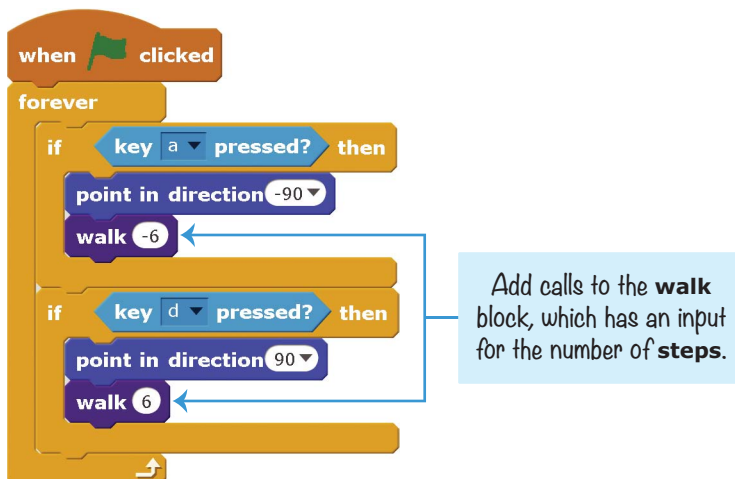 when clicked
forever
if key a pressed? then
point in direction -90
walk -6
if key d pressed? then
point in direction 90
walk 6
Add calls to the walk
block, which has an input
for the number of steps.